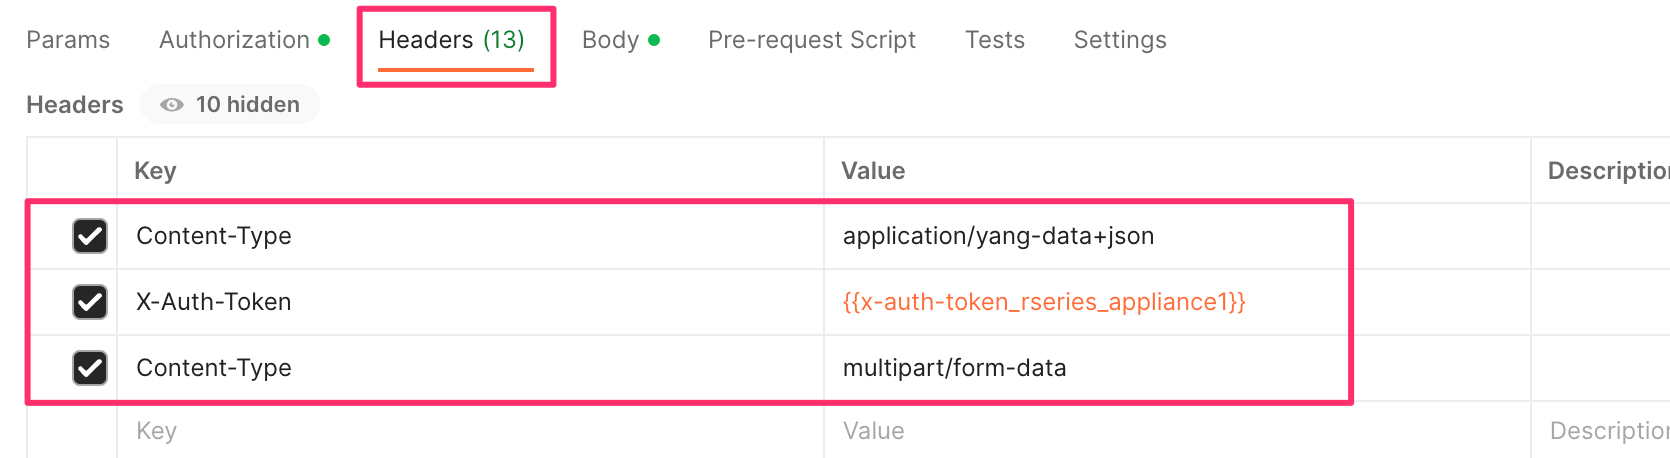 Params Authorization Headers (13) Body Pre-request Script Tests Settings
Headers 10 hidden
Key Value Descriptio
Content-Type application/yang-data+json
X-Auth-Token {{x-auth-token_rseries_appliance1}}
Content-Type multipart/form-data
Key Value Description